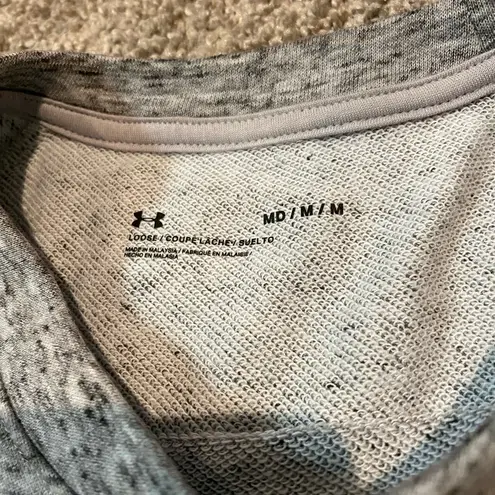 MD / M / M
LOOSE / COUPE LÂCHE / SUELTO
MADE IN MALAYSIA / FABRIQUÉ EN MALAISIE
HECHO EN MALASIA